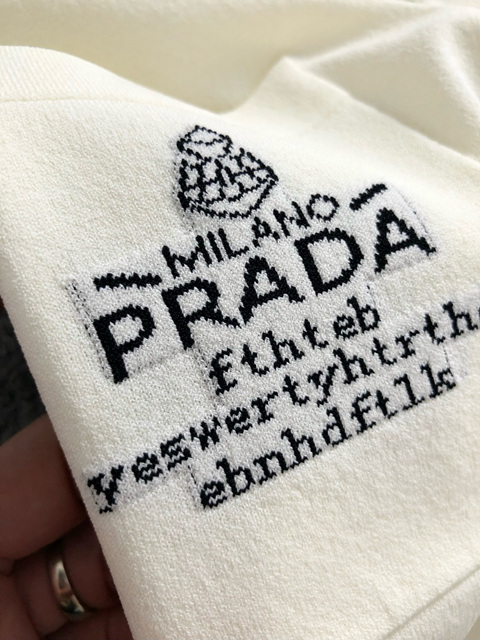 MILANO
PRADA
fthteb
yeswertyhtrth
ebnhdftlk